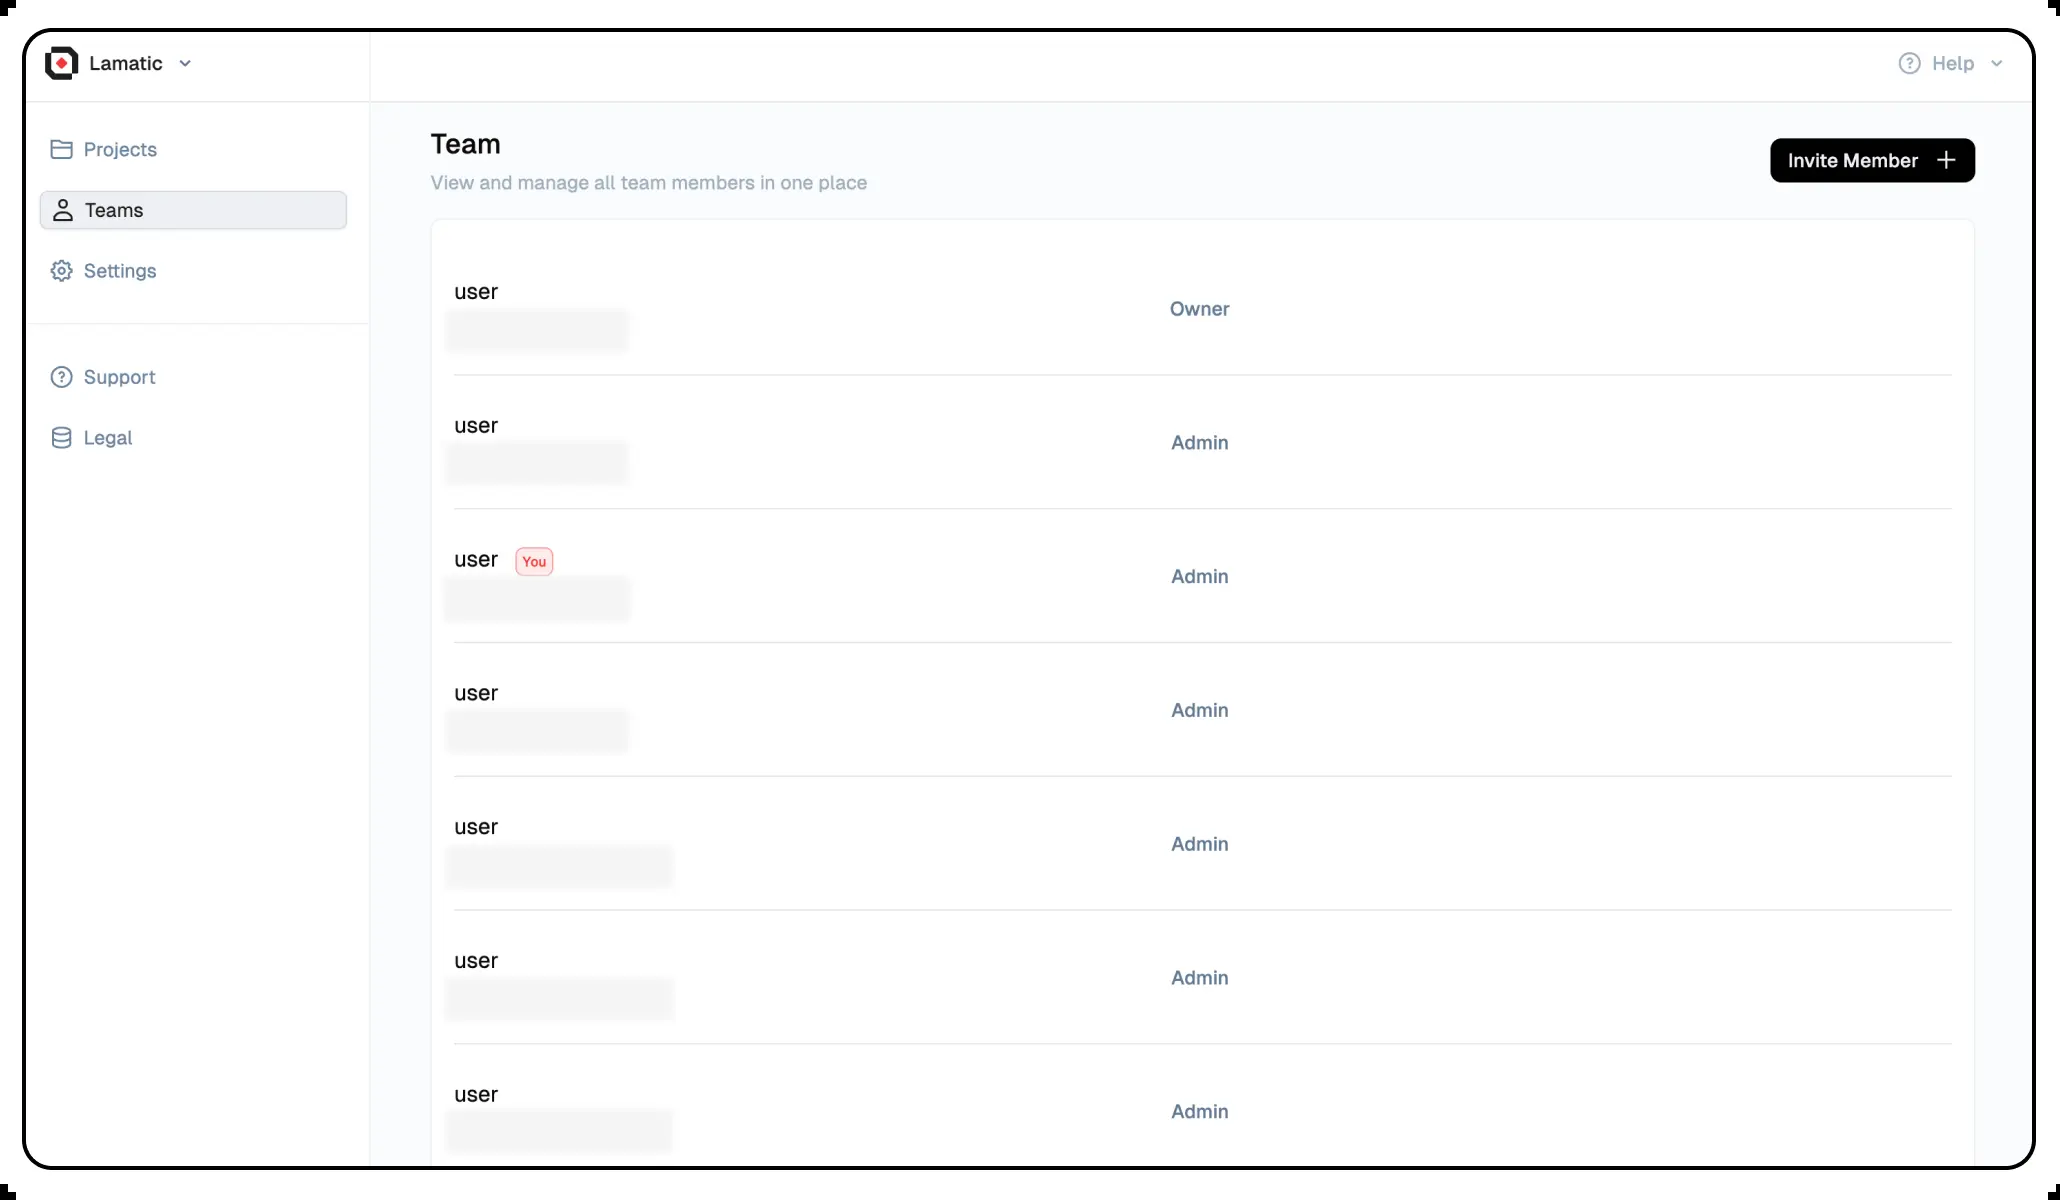 Lamatic
Help
Projects
Teams
Settings
Support
Legal
Team
View and manage all team members in one place
Invite Member
user
Owner
user
Admin
user You
Admin
user
Admin
user
Admin
user
Admin
user
Admin